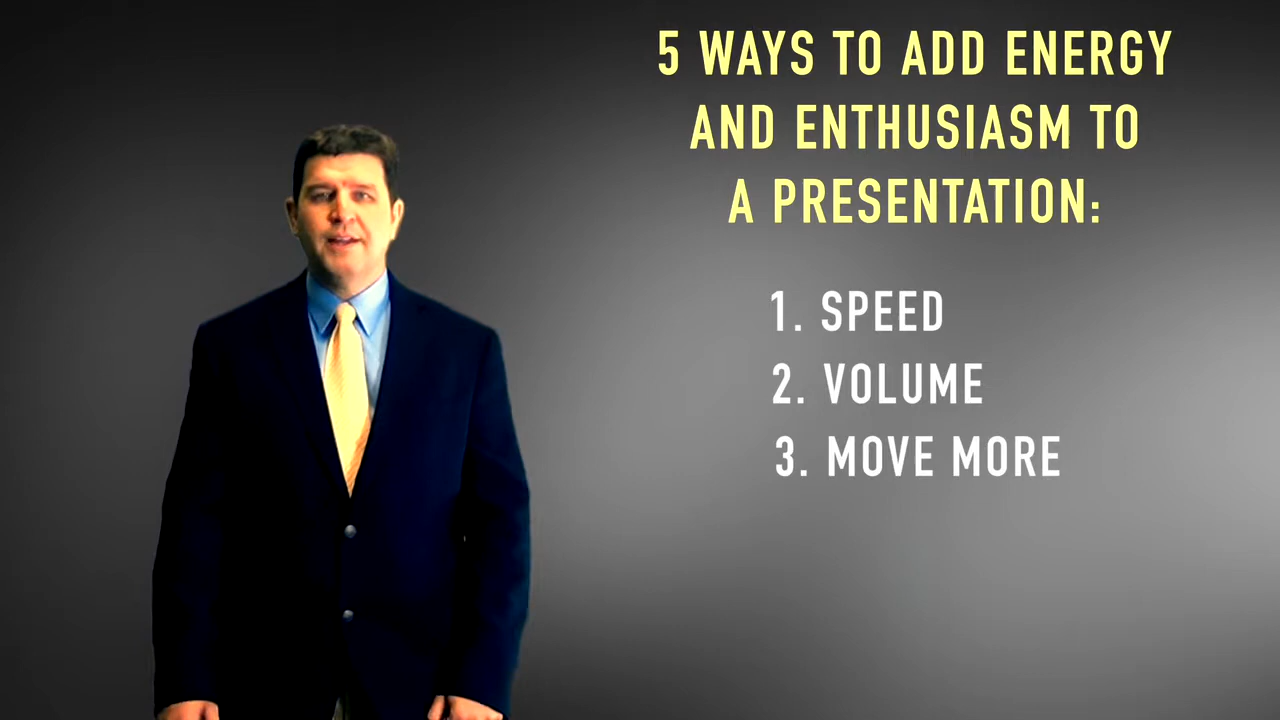 5 WAYS TO ADD ENERGY
AND ENTHUSIASM TO
A PRESENTATION:
1. SPEED
2. VOLUME
3. MOVE MORE